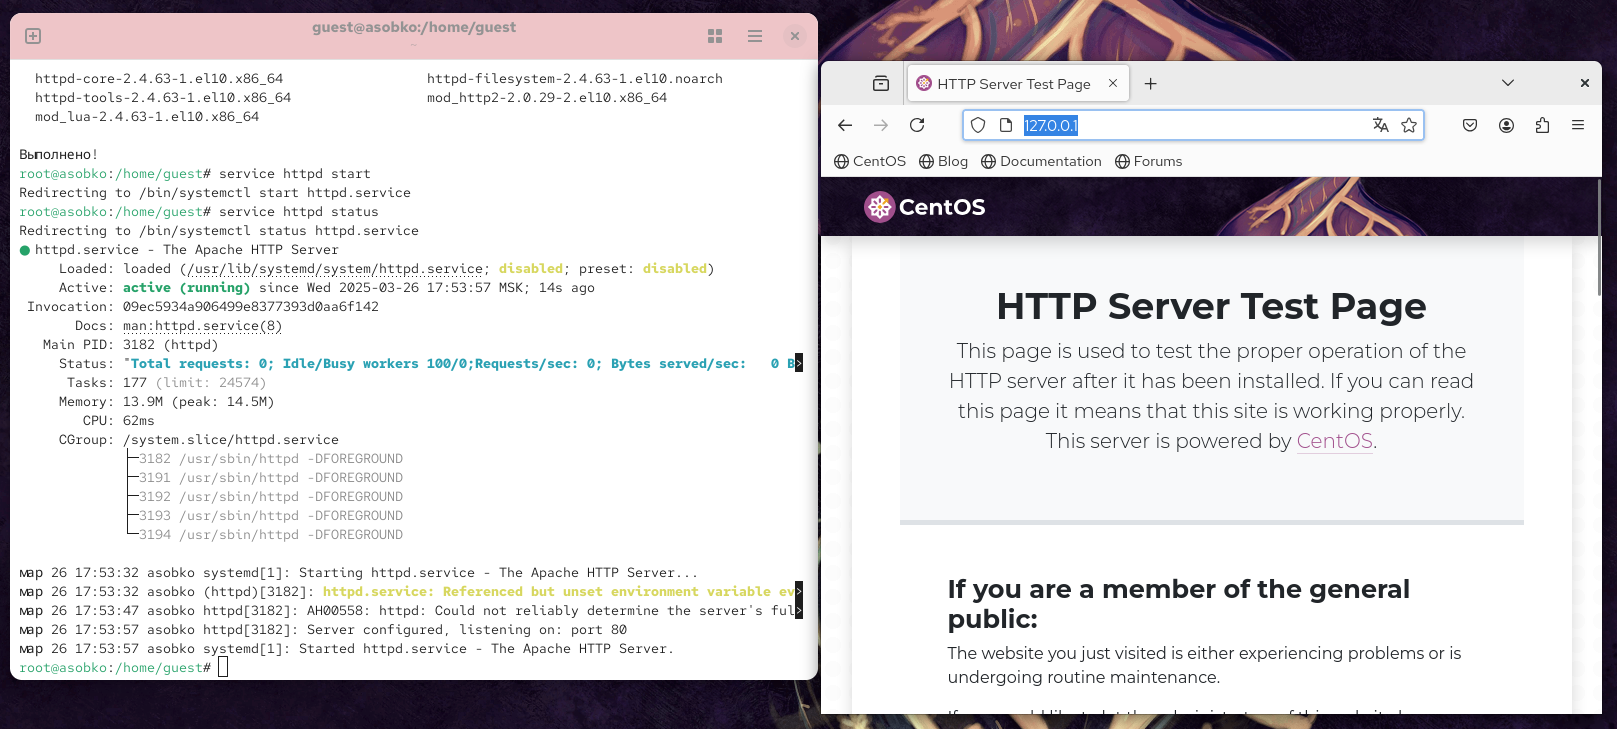 guest@asobko:/home/guest
~
httpd-core-2.4.63-1.el10.x86_64 httpd-filesystem-2.4.63-1.el10.noarch
httpd-tools-2.4.63-1.el10.x86_64 mod_http2-2.0.29-2.el10.x86_64
mod_lua-2.4.63-1.el10.x86_64
Выполнено!
root@asobko:/home/guest# service httpd start
Redirecting to /bin/systemctl start httpd.service
root@asobko:/home/guest# service httpd status
Redirecting to /bin/systemctl status httpd.service
● httpd.service - The Apache HTTP Server
Loaded: loaded (/usr/lib/systemd/system/httpd.service; disabled; preset: disabled)
Active: active (running) since Wed 2025-03-26 17:53:57 MSK; 14s ago
Invocation: 09ec5934a906499e8377393d0aa6f142
Docs: man:httpd.service(8)
Main PID: 3182 (httpd)
Status: "Total requests: 0; Idle/Busy workers 100/0;Requests/sec: 0; Bytes served/sec:   0 B>
Tasks: 177 (limit: 24574)
Memory: 13.9M (peak: 14.5M)
CPU: 62ms
CGroup: /system.slice/httpd.service
├─3182 /usr/sbin/httpd -DFOREGROUND
├─3191 /usr/sbin/httpd -DFOREGROUND
├─3192 /usr/sbin/httpd -DFOREGROUND
├─3193 /usr/sbin/httpd -DFOREGROUND
└─3194 /usr/sbin/httpd -DFOREGROUND
мар 26 17:53:32 asobko systemd[1]: Starting httpd.service - The Apache HTTP Server...
мар 26 17:53:32 asobko (httpd)[3182]: httpd.service: Referenced but unset environment variable ev>
мар 26 17:53:47 asobko httpd[3182]: AH00558: httpd: Could not reliably determine the server's ful>
мар 26 17:53:57 asobko httpd[3182]: Server configured, listening on: port 80
мар 26 17:53:57 asobko systemd[1]: Started httpd.service - The Apache HTTP Server.
root@asobko:/home/guest#
HTTP Server Test Page
127.0.0.1
CentOS Blog Documentation Forums
CentOS
HTTP Server Test Page
This page is used to test the proper operation of the
HTTP server after it has been installed. If you can read
this page it means that this site is working properly.
This server is powered by CentOS.
If you are a member of the general
public:
The website you just visited is either experiencing problems or is
undergoing routine maintenance.